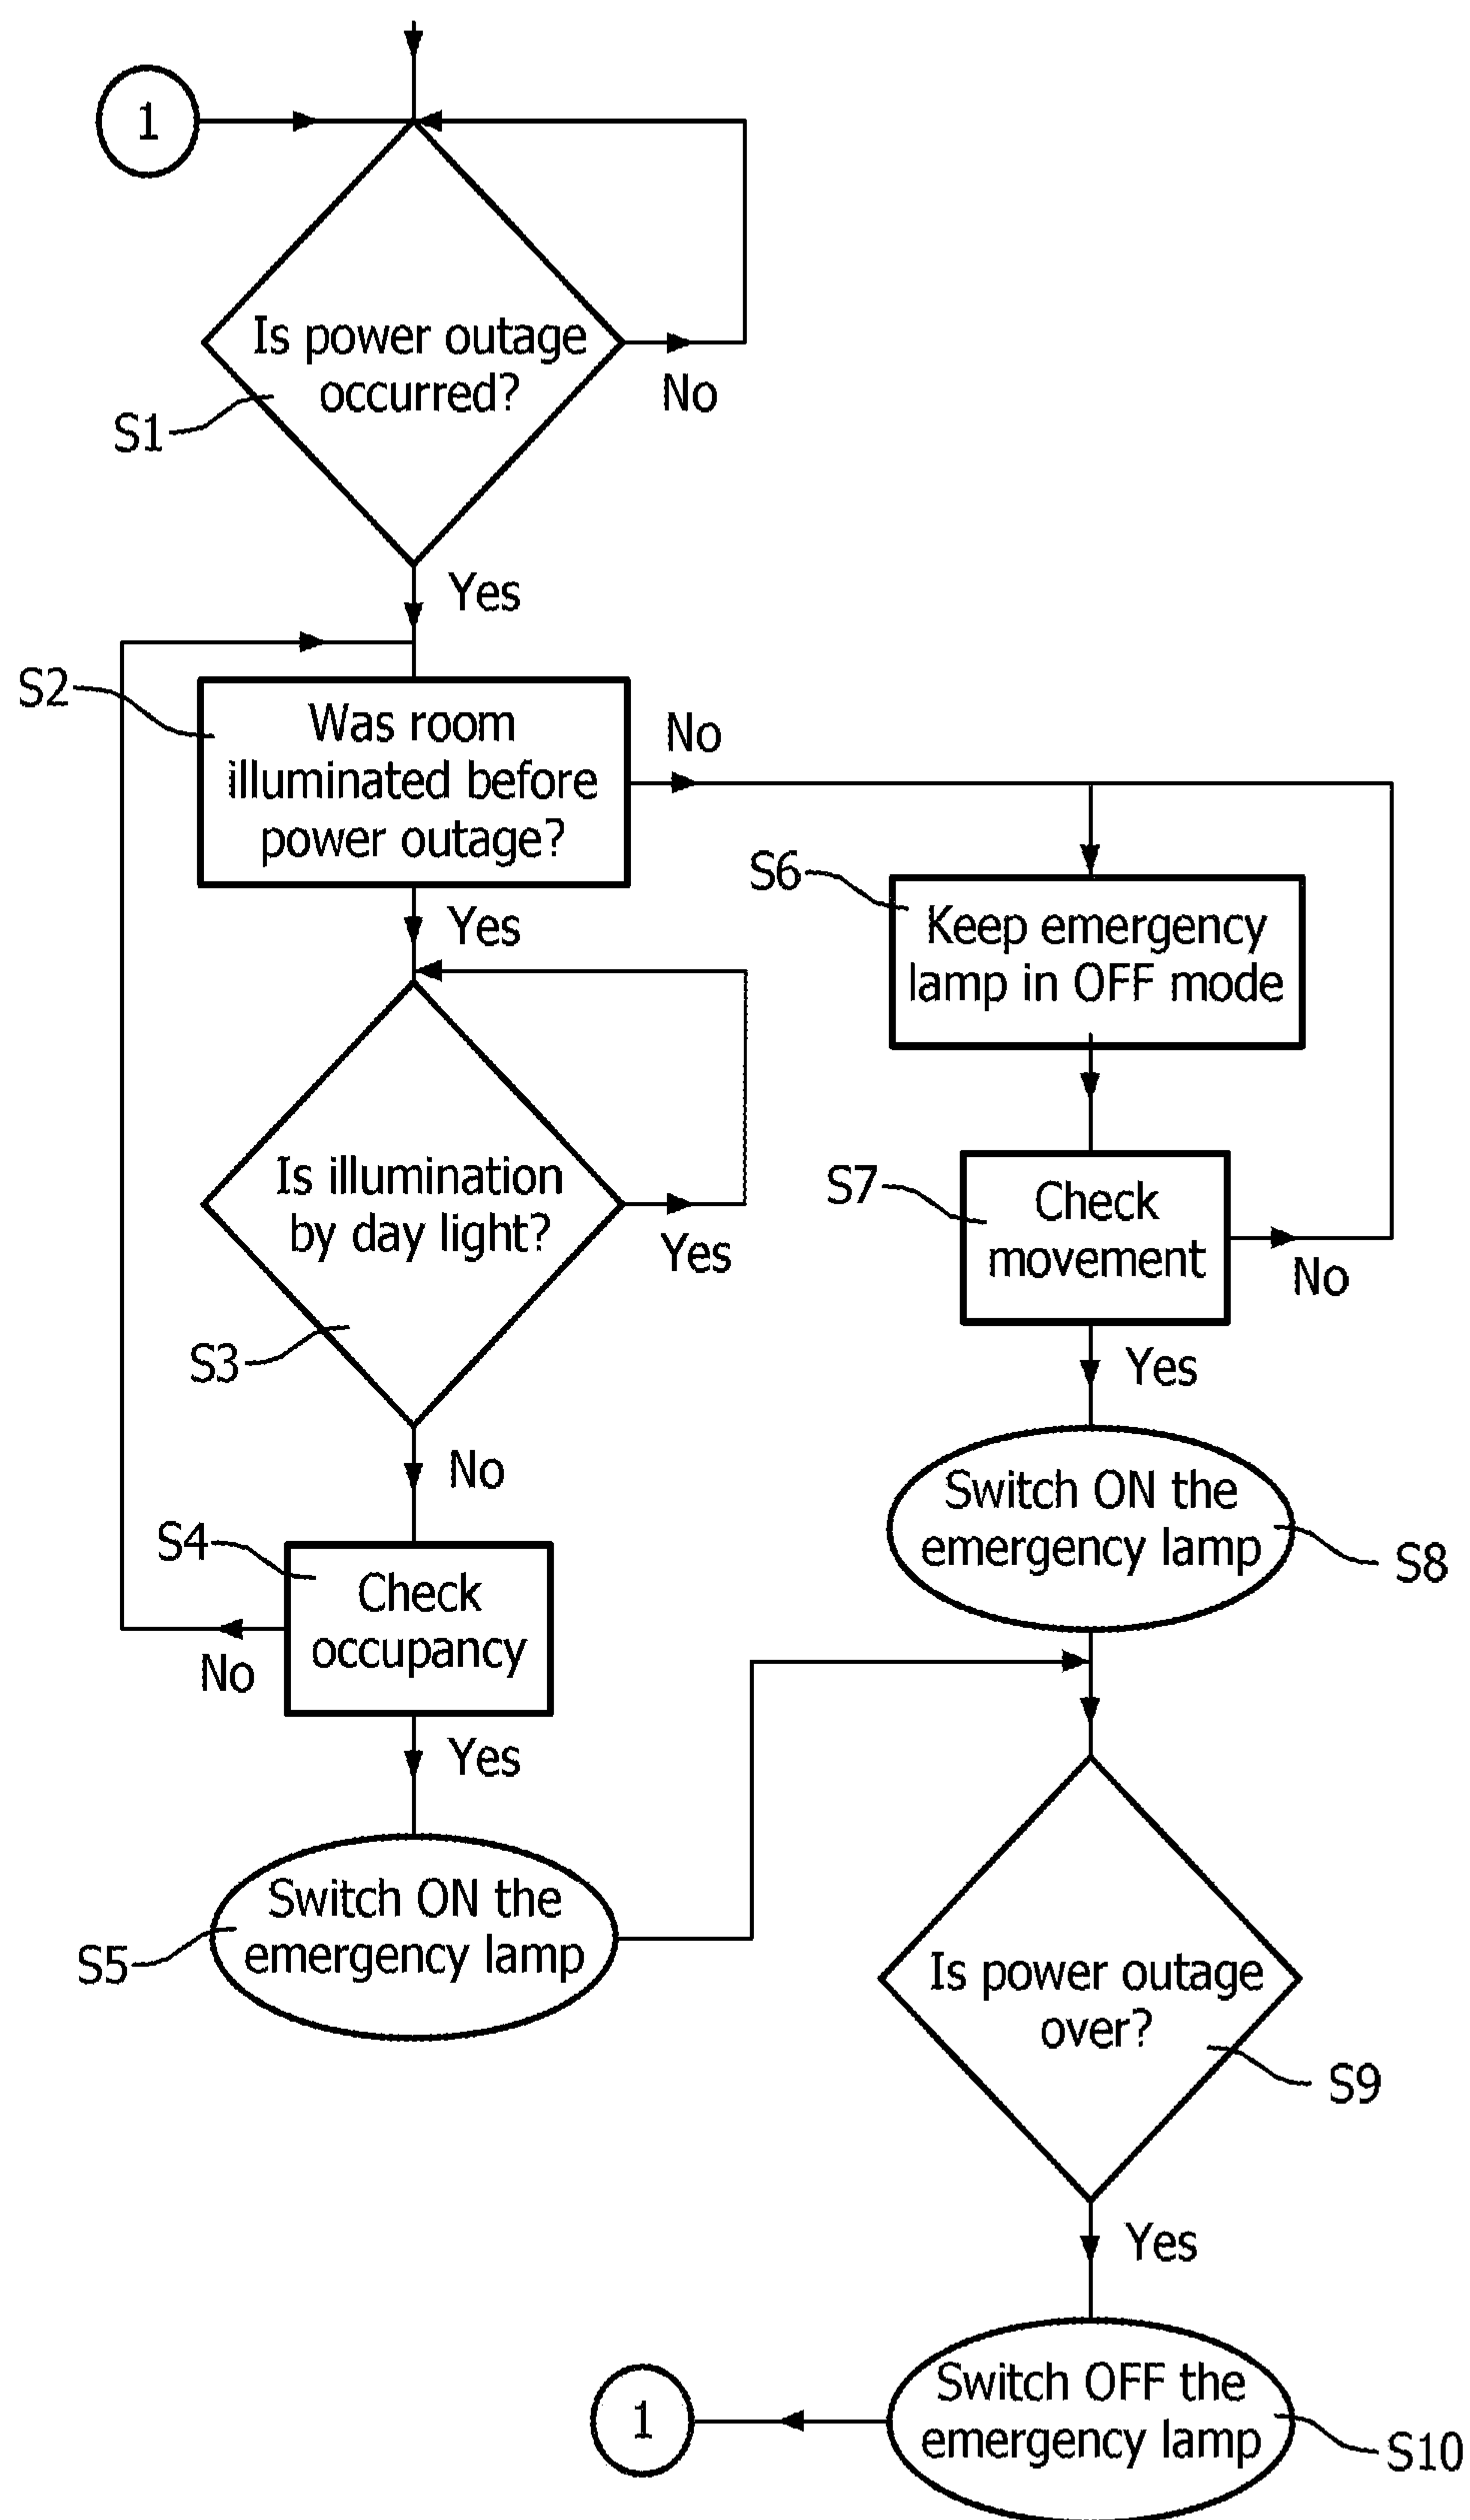 1
Is power outage
occurred?
No
S1
Yes
S2
Was room
illuminated before
power outage?
No
Yes
S6
Keep emergency
lamp in OFF mode
Is illumination
by day light?
Yes
S3
S7
Check
movement
No
Yes
No
S4
Check
occupancy
No
Yes
Switch ON the
emergency lamp
S8
Switch ON the
emergency lamp
S5
Is power outage
over?
S9
Yes
Switch OFF the
emergency lamp
S10
1